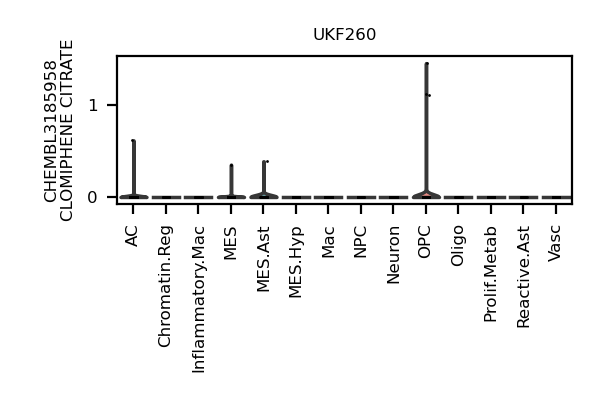 UKF260
CHEMBL3185958
CLOMIPHENE CITRATE
1
0
AC
Chromatin.Reg
Inflammatory.Mac
MES
MES.Ast
MES.Hyp
Mac
NPC
Neuron
OPC
Oligo
Prolif.Metab
Reactive.Ast
Vasc